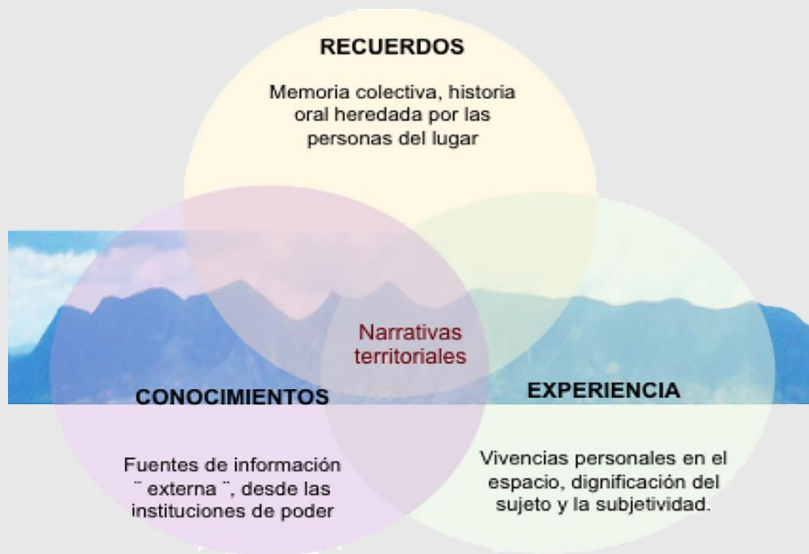 RECUERDOS
Memoria colectiva, historia
oral heredada por las
personas del lugar
Narrativas
territoriales
CONOCIMIENTOS
Fuentes de información
¨ externa ¨, desde las
instituciones de poder
EXPERIENCIA
Vivencias personales en el
espacio, dignificación del
sujeto y la subjetividad.